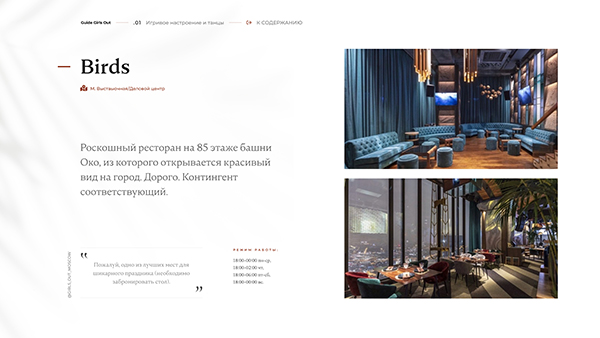 Guide Girls Out
.01 Игривое настроение и танцы
К СОДЕРЖАНИЮ
Birds
М. Выставочная/Деловой центр
Роскошный ресторан на 85 этаже башни
Око, из которого открывается красивый
вид на город. Дорого. Контингент
соответствующий.
@GIRLS_OUT_MOSCOW
“
Пожалуй, одно из лучших мест для
шикарного праздника (необходимо
забронировать стол).
”
РЕЖИМ РАБОТЫ:
18:00-00:00 пн-ср.
18:00-02:00 чт.
18:00-06:00 пт-сб.
18:00-00:00 вс.